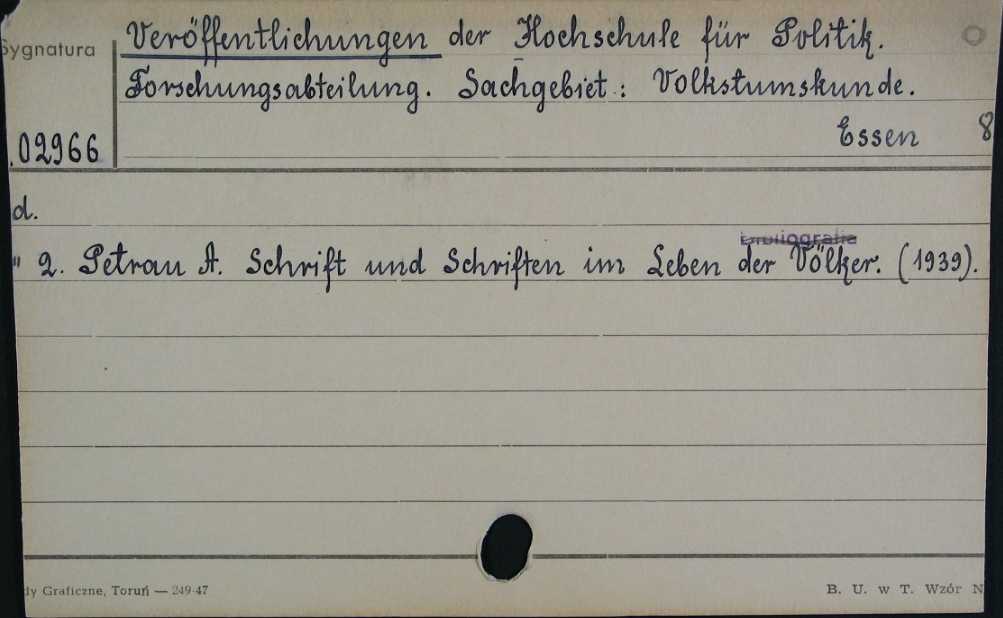 Sygnatura
Veröffentlichungen der Hochschule für Politik.
Forschungsabteilung. Sachgebiet: Volkstumskunde.
.02966
Essen 8
d.
bibliografia
" 2. Petrau A. Schrift und Schriften im Leben der Völker. (1939).
dy Graficzne, Toruń — 249-47
B. U. w T. Wzór N